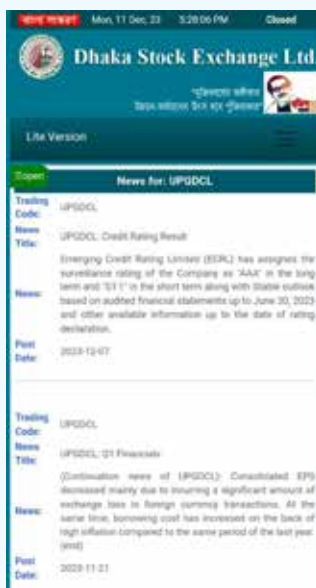 বাংলা সংস্করণ Mon, 11 Dec, 23 5:28:06 PM Closed
Dhaka Stock Exchange Ltd.
Lite Version
News for: UPGDCL
Trading Code: UPGDCL
News Title: UPGDCL: Credit Rating Result
Emerging Credit Rating Limited (ECRL) has assigned the
surveillance rating of the Company as "AAA" in the long
term and "ST 1" in the short term along with Stable outlook
News: based on audited financial statements up to June 30, 2023
and other available information up to the date of rating
declaration.
Post Date: 2023-12-07
Trading Code: UPGDCL
News Title: UPGDCL: Q1 Financials
(Continuation news of UPGDCL): Consolidated EPS
decreased mainly due to incurring a significant amount of
exchange loss in foreign currency transactions. At the
News: same time, borrowing cost has increased on the back of
high inflation compared to the same period of the last year.
(end)
Post Date: 2023-11-21